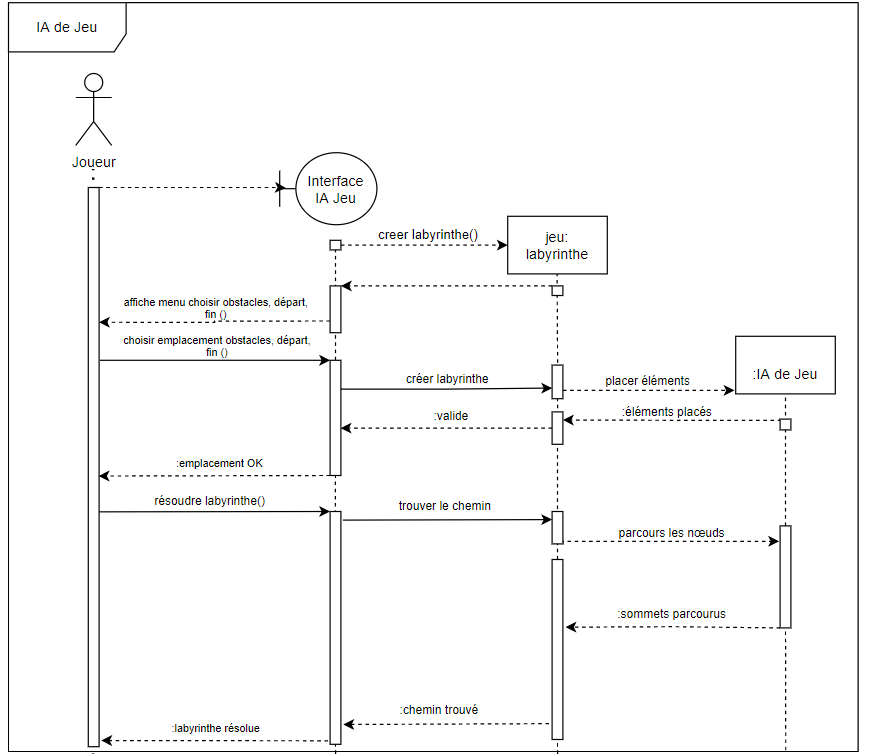 IA de Jeu
Joueur
Interface
IA Jeu
creer labyrinthe()
jeu:
labyrinthe
affiche menu choisir obstacles, départ,
fin ()
choisir emplacement obstacles, départ,
fin ()
:IA de Jeu
créer labyrinthe
placer éléments
:valide
:éléments placés
:emplacement OK
résoudre labyrinthe()
trouver le chemin
parcours les nœuds
:sommets parcourus
:chemin trouvé
:labyrinthe résolue